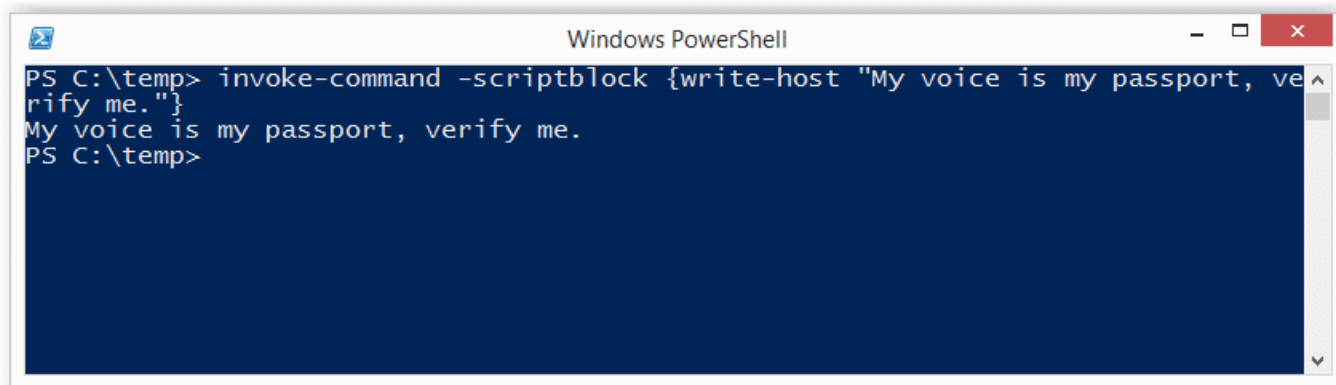 Windows PowerShell
PS C:\temp> invoke-command -scriptblock {write-host "My voice is my passport, ve
rify me."}
My voice is my passport, verify me.
PS C:\temp>